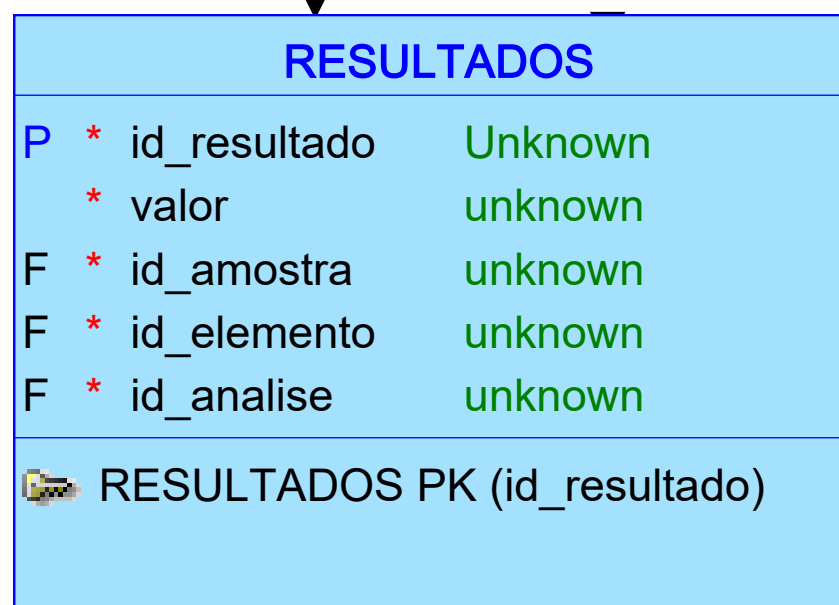 RESULTADOS
P * id_resultado Unknown
* valor unknown
F * id_amostra unknown
F * id_elemento unknown
F * id_analise unknown
RESULTADOS PK (id_resultado)